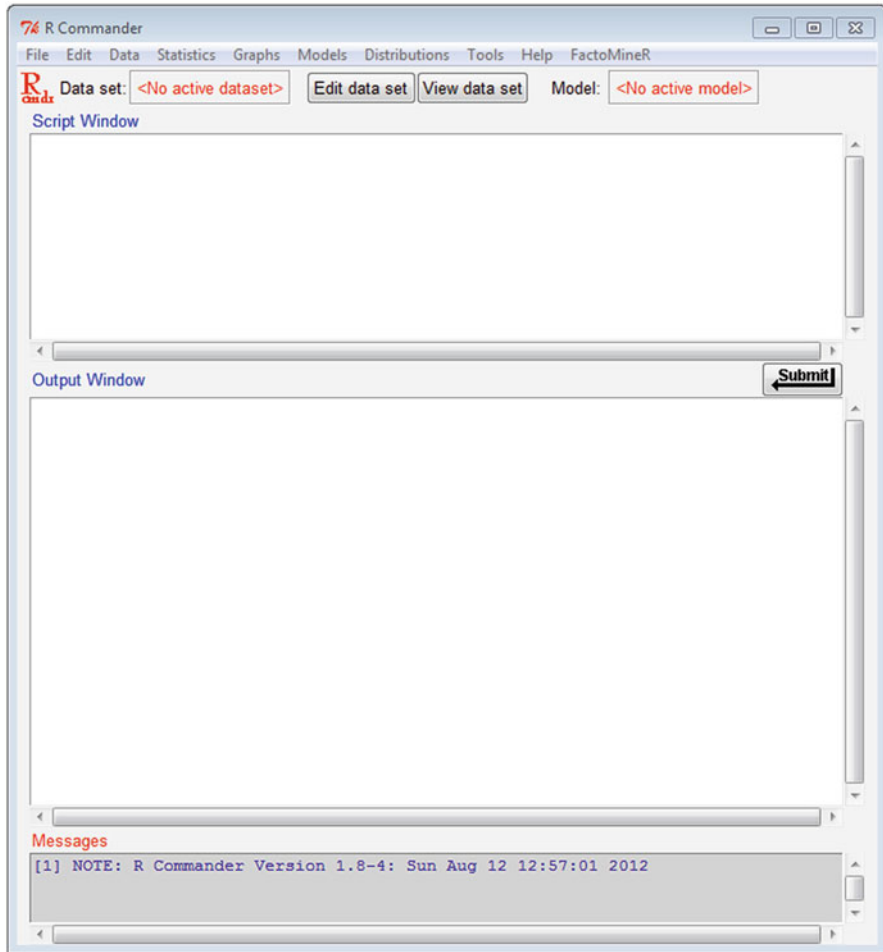 R Commander
File Edit Data Statistics Graphs Models Distributions Tools Help FactoMineR
R cmdr Data set: <No active dataset> Edit data set View data set Model: <No active model>
Script Window
Output Window Submit
Messages
[1] NOTE: R Commander Version 1.8-4: Sun Aug 12 12:57:01 2012